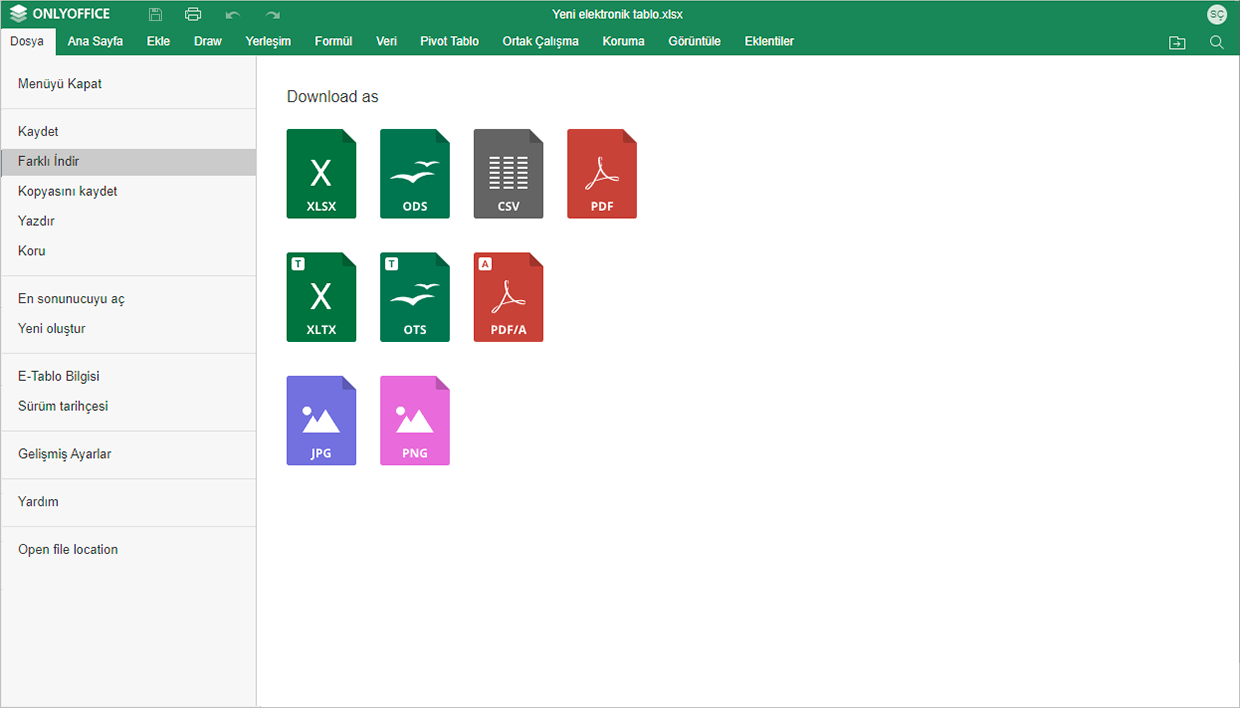 ONLYOFFICE
Yeni elektronik tablo.xlsx
SÇ
Dosya Ana Sayfa Ekle Draw Yerleşim Formül Veri Pivot Tablo Ortak Çalışma Koruma Görüntüle Eklentiler
Menüyü Kapat
Kaydet
Farklı İndir
Kopyasını kaydet
Yazdır
Koru
En sonunucuyu aç
Yeni oluştur
E-Tablo Bilgisi
Sürüm tarihçesi
Gelişmiş Ayarlar
Yardım
Open file location
Download as
X
XLSX
ODS
CSV
PDF
T
X
XLTX
T
OTS
A
PDF/A
JPG
PNG